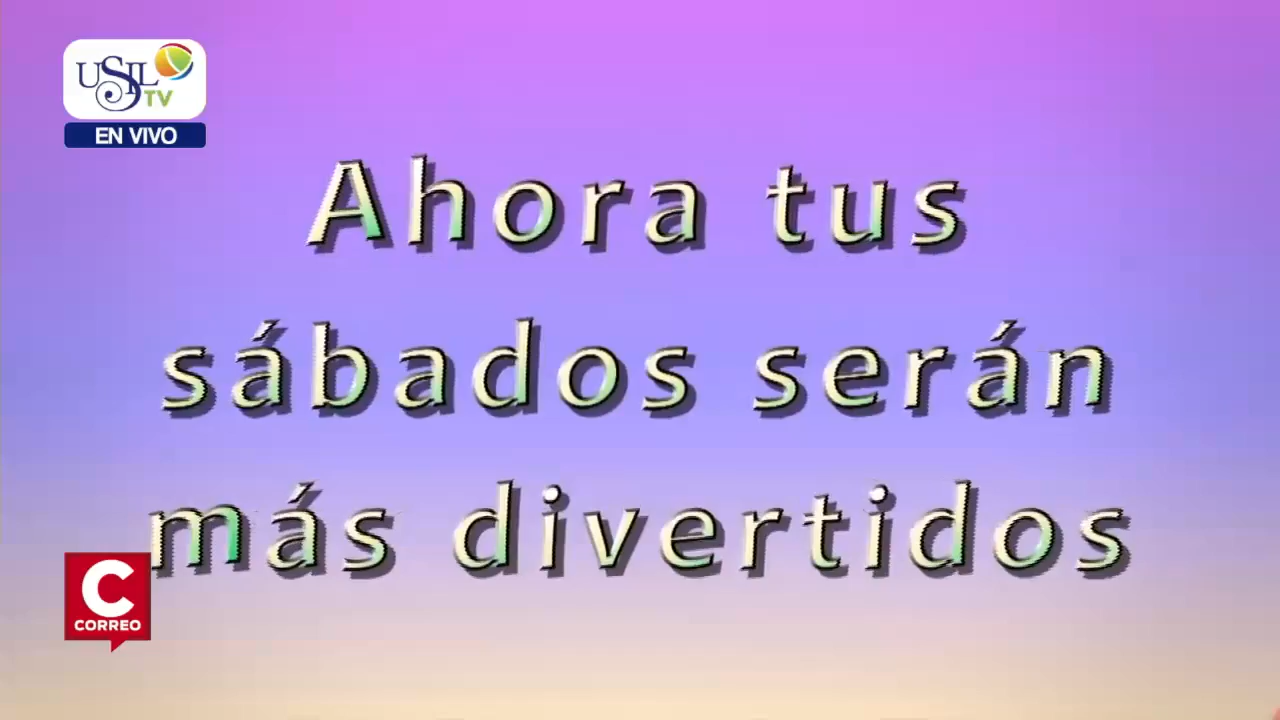 USIL
TV
EN VIVO
Ahora tus
sábados serán
más divertidos
C
CORREO